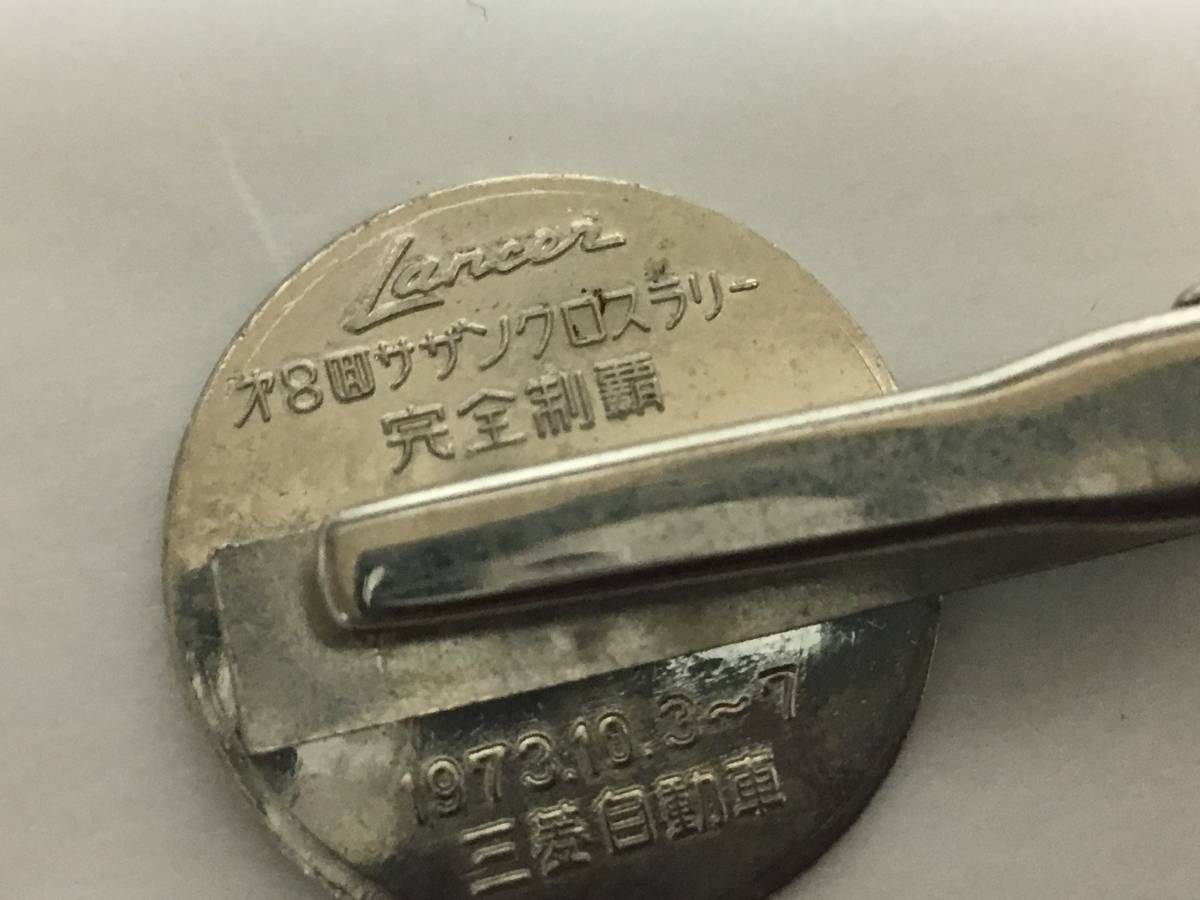 Lancer
才8回サザンクロスラリー
完全制覇
1973.10.3~7
三菱自動車